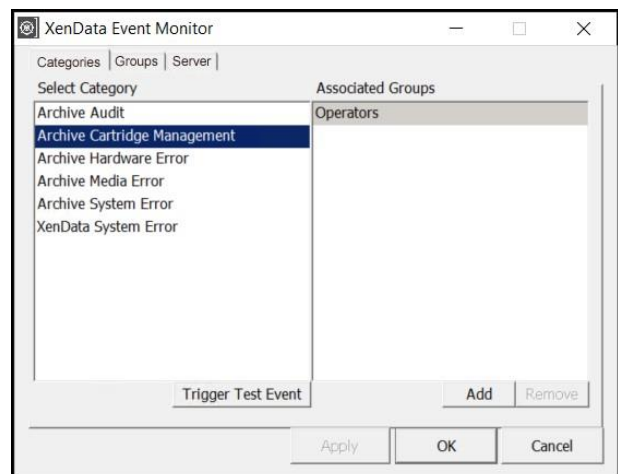 XenData Event Monitor
Categories Groups Server
Select Category
Associated Groups
Archive Audit
Archive Cartridge Management
Archive Hardware Error
Archive Media Error
Archive System Error
XenData System Error
Operators
Trigger Test Event
Add
Remove
Apply
OK
Cancel